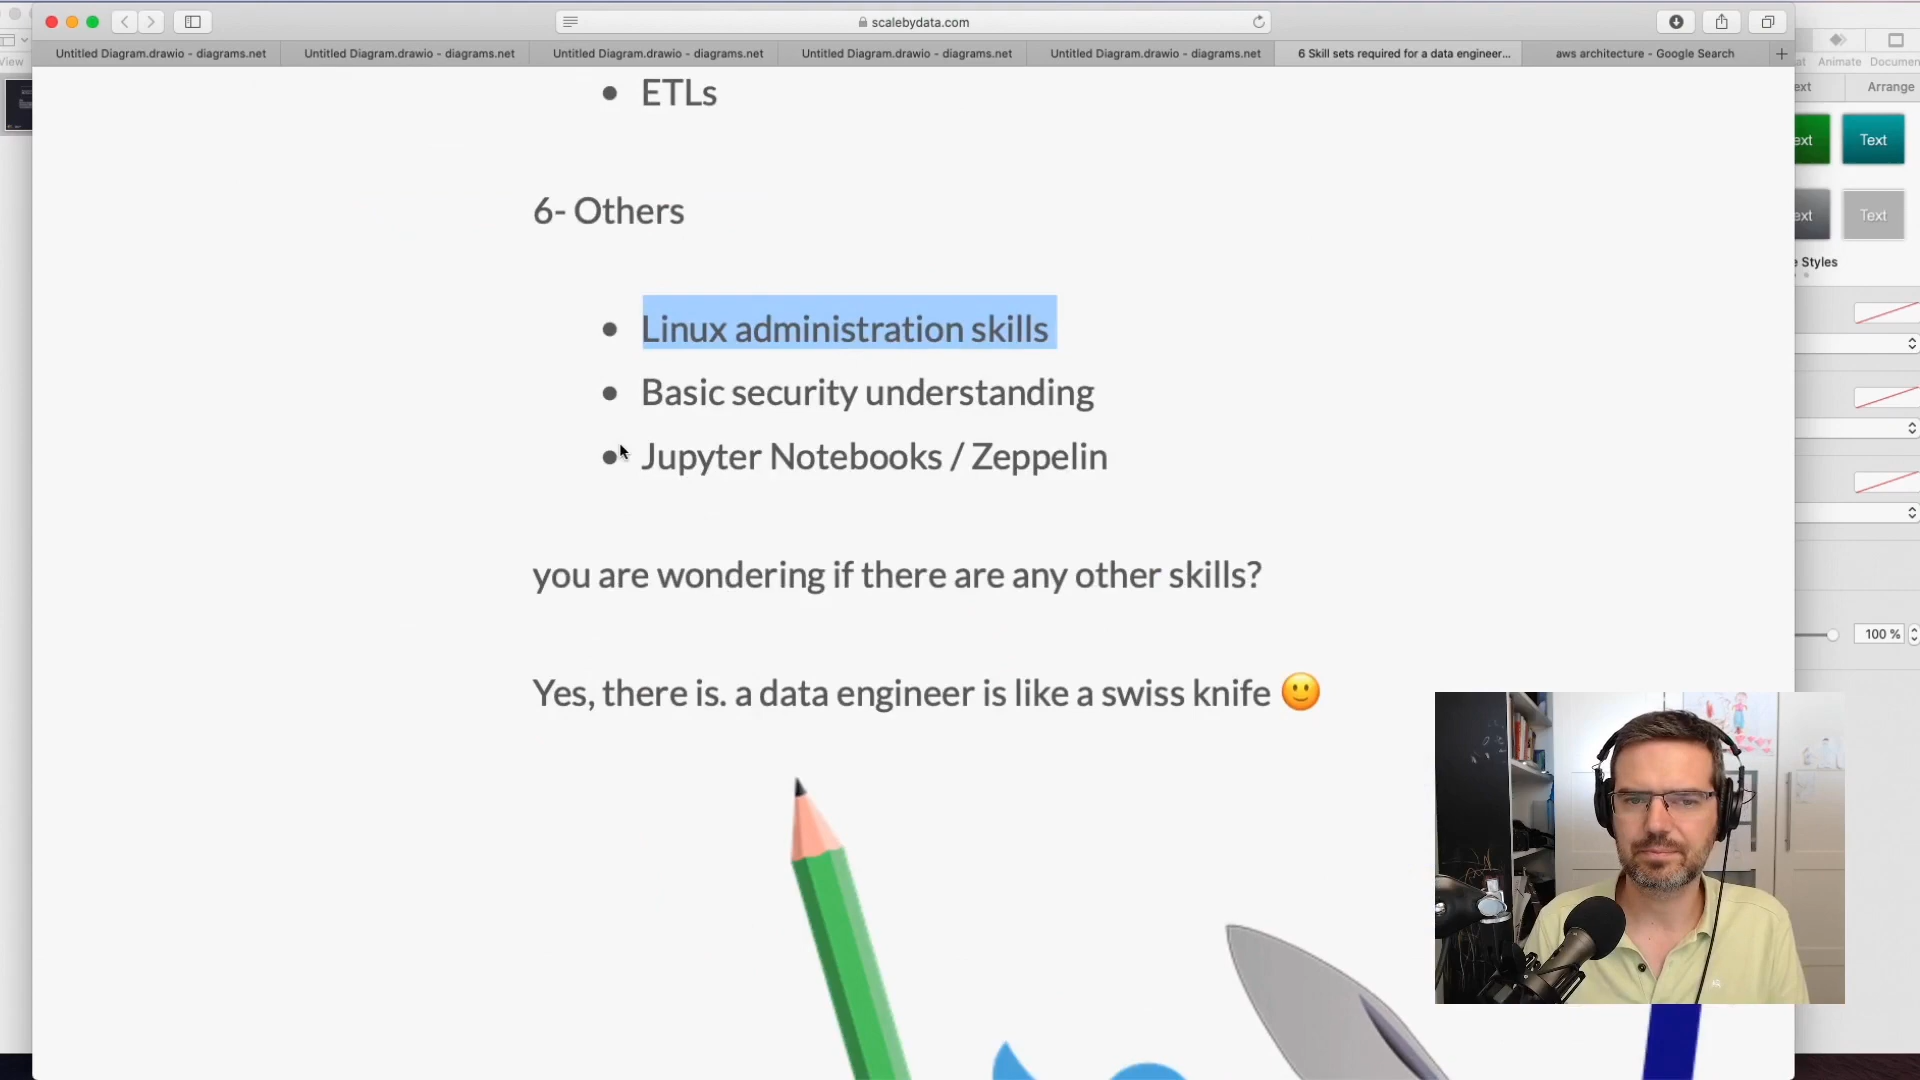 scalebydata.com
Untitled Diagram.drawio - diagrams.net
Untitled Diagram.drawio - diagrams.net
Untitled Diagram.drawio - diagrams.net
Untitled Diagram.drawio - diagrams.net
Untitled Diagram.drawio - diagrams.net
6 Skill sets required for a data engineer...
aws architecture - Google Search
View
Animate
Documen
Arrange
Text
Text
Styles
100 %
• ETLs
6- Others
• Linux administration skills
• Basic security understanding
• Jupyter Notebooks / Zeppelin
you are wondering if there are any other skills?
Yes, there is. a data engineer is like a swiss knife 🙂